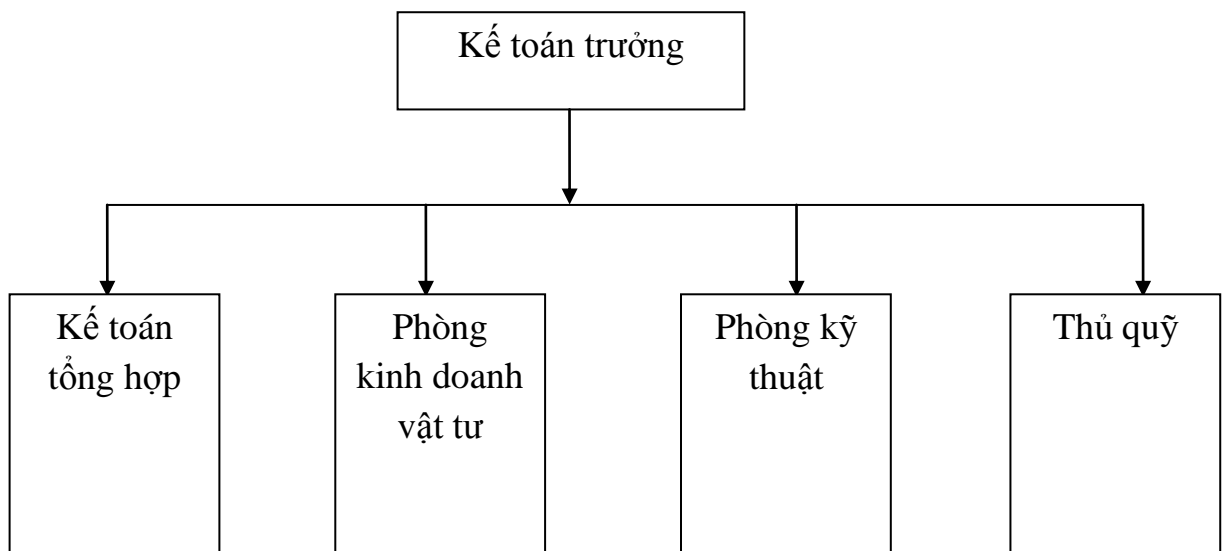 Kế toán trưởng
Kế toán
tổng hợp
Phòng
kinh doanh
vật tư
Phòng kỹ
thuật
Thủ quỹ